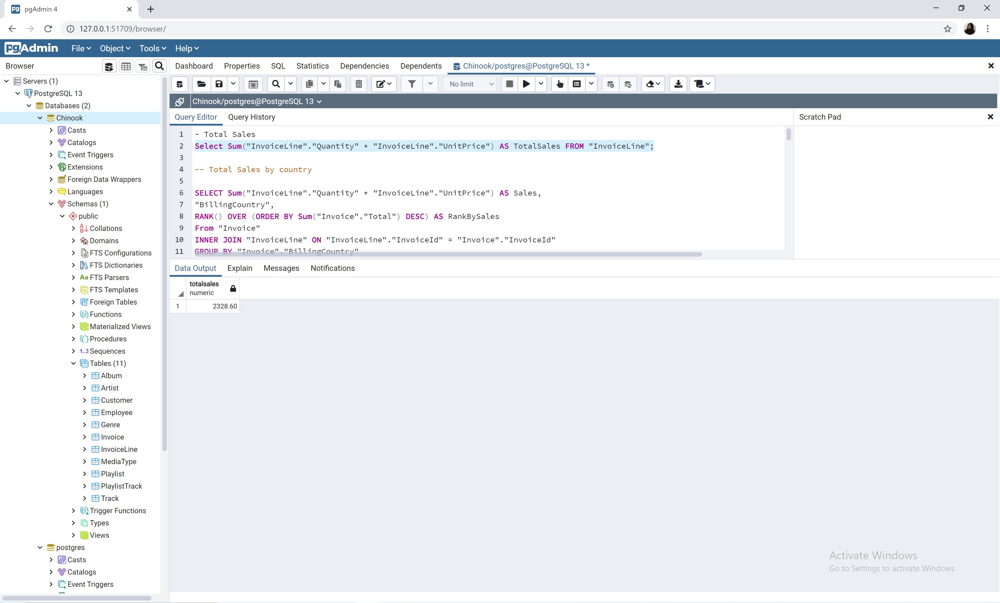 pg pgAdmin 4
127.0.0.1:51709/browser/
pgAdmin File Object Tools Help
Browser
Dashboard Properties SQL Statistics Dependencies Dependents Chinook/postgres@PostgreSQL 13 *
Servers (1)
PostgreSQL 13
Databases (2)
Chinook
Casts
Catalogs
Event Triggers
Extensions
Foreign Data Wrappers
Languages
Schemas (1)
public
Collations
Domains
FTS Configurations
FTS Dictionaries
Aa FTS Parsers
FTS Templates
Foreign Tables
Functions
Materialized Views
Procedures
1..3 Sequences
Tables (11)
Album
Artist
Customer
Employee
Genre
Invoice
InvoiceLine
MediaType
Playlist
PlaylistTrack
Track
Trigger Functions
Types
Views
postgres
Casts
Catalogs
Event Triggers
No limit
Chinook/postgres@PostgreSQL 13
Query Editor Query History
Scratch Pad
1 - Total Sales
2 Select Sum("InvoiceLine"."Quantity" * "InvoiceLine"."UnitPrice") AS TotalSales FROM "InvoiceLine";
3
4 -- Total Sales by country
5
6 SELECT Sum("InvoiceLine"."Quantity" * "InvoiceLine"."UnitPrice") AS Sales,
7 "BillingCountry",
8 RANK() OVER (ORDER BY Sum("Invoice"."Total") DESC) AS RankBySales
9 From "Invoice"
10 INNER JOIN "InvoiceLine" ON "InvoiceLine"."InvoiceId" = "Invoice"."InvoiceId"
11 GROUP BY "Invoice"."BillingCountry"
Data Output Explain Messages Notifications
totalsales
numeric
1 2328.60
Activate Windows
Go to Settings to activate Windows.